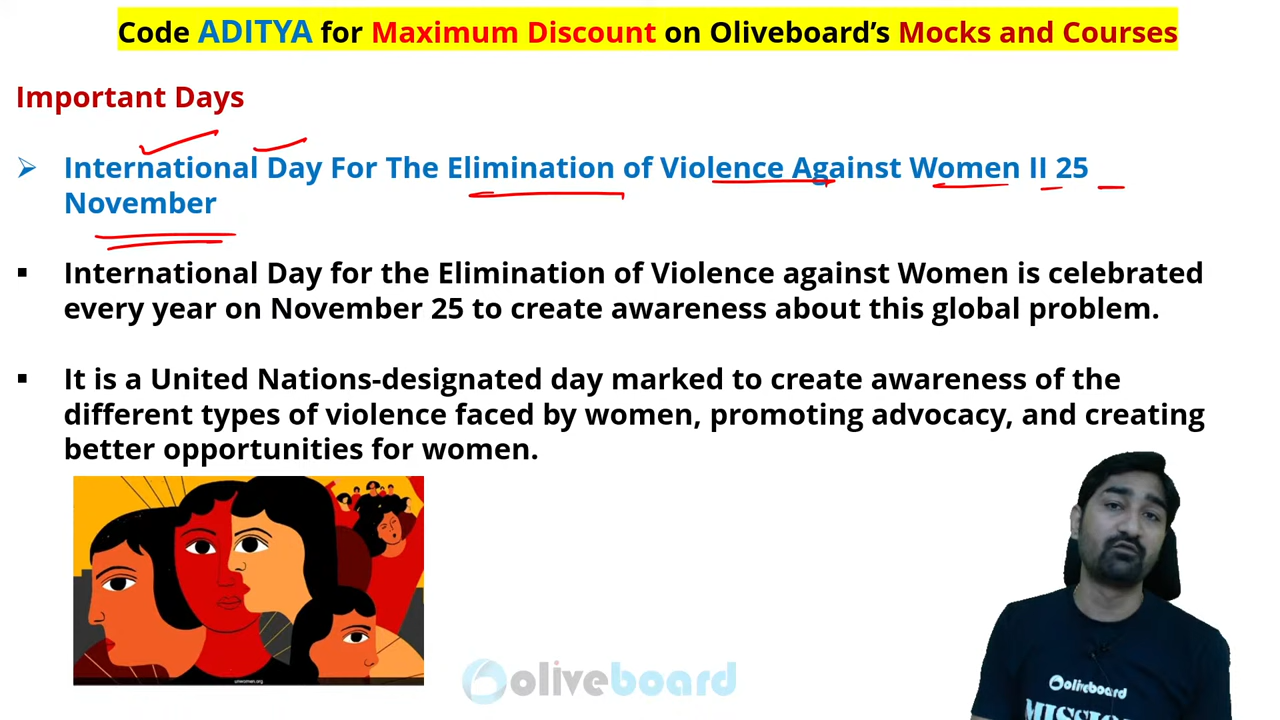 Code ADITYA for Maximum Discount on Oliveboard’s Mocks and Courses
Important Days
International Day For The Elimination of Violence Against Women II 25
November
International Day for the Elimination of Violence against Women is celebrated
every year on November 25 to create awareness about this global problem.
It is a United Nations-designated day marked to create awareness of the
different types of violence faced by women, promoting advocacy, and creating
better opportunities for women.
unwomen.org
oliveboard
oliveboard